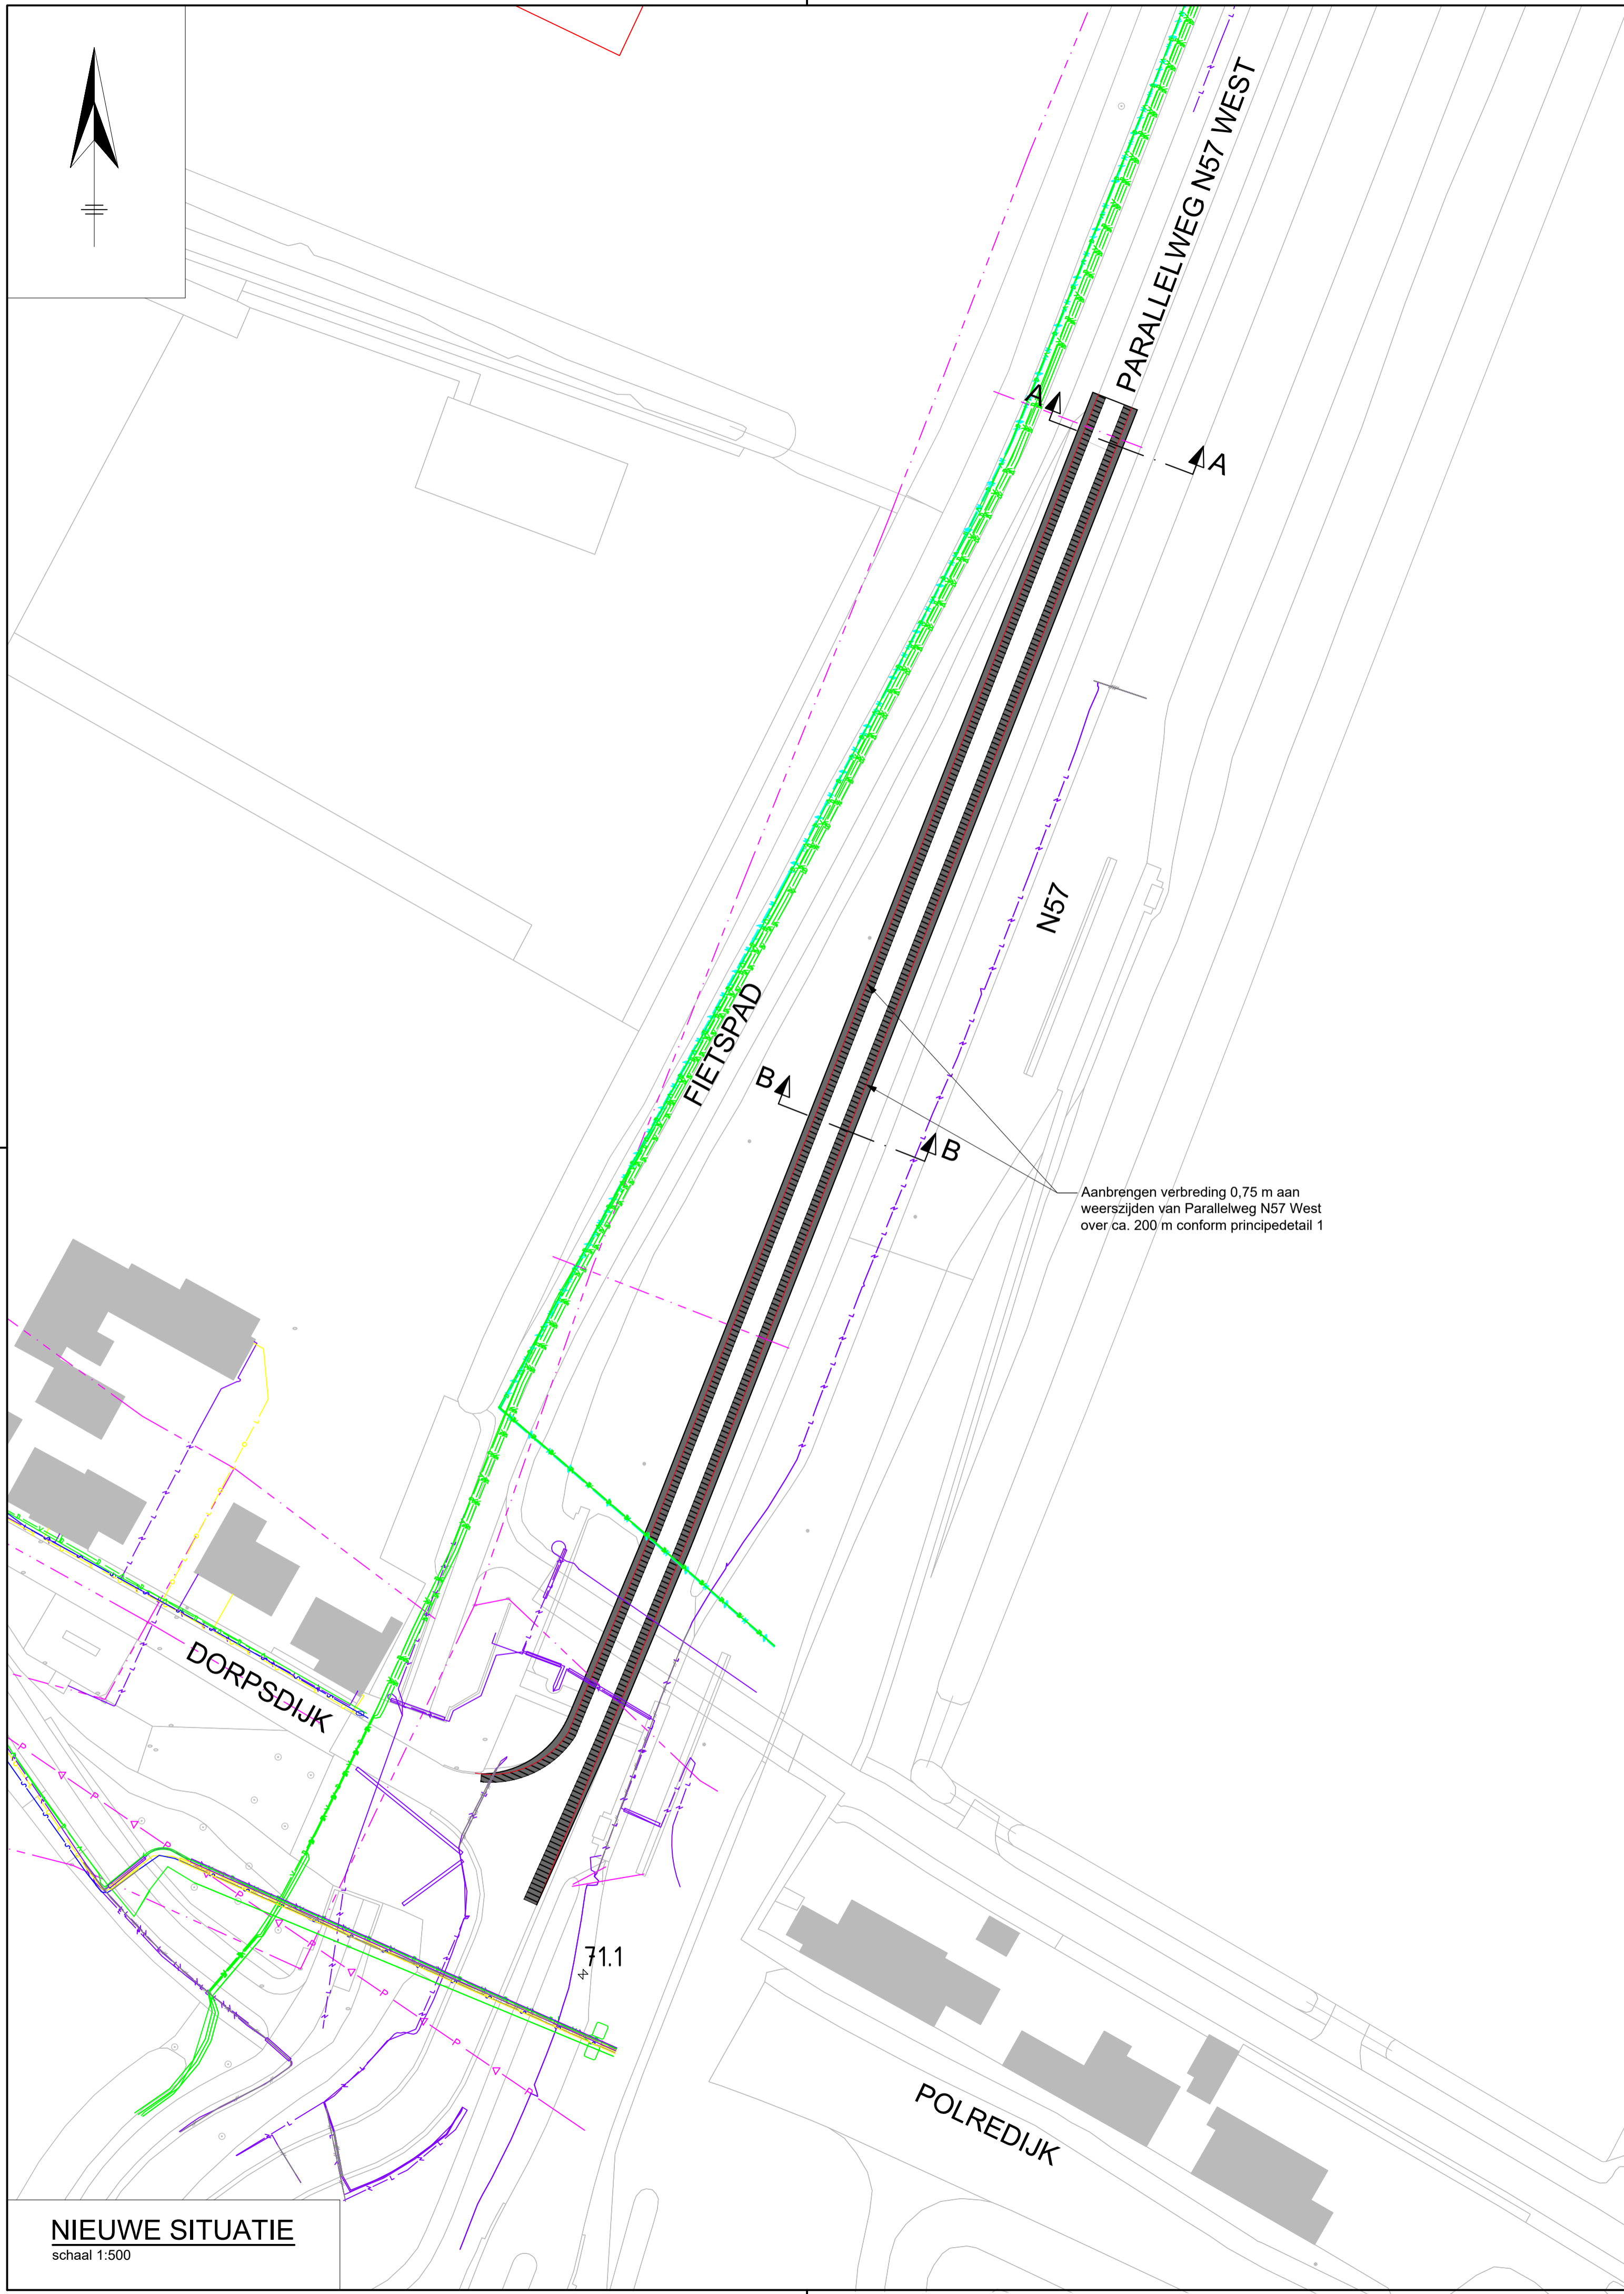 PARALLELWEG N57 WEST
A
A
N57
FIETSPAD
B
B
Aanbrengen verbreding 0,75 m aan
weerszijden van Parallelweg N57 West
over ca. 200 m conform principedetail 1
DORPSDIJK
71.1
POLREDIJK
NIEUWE SITUATIE
schaal 1:500